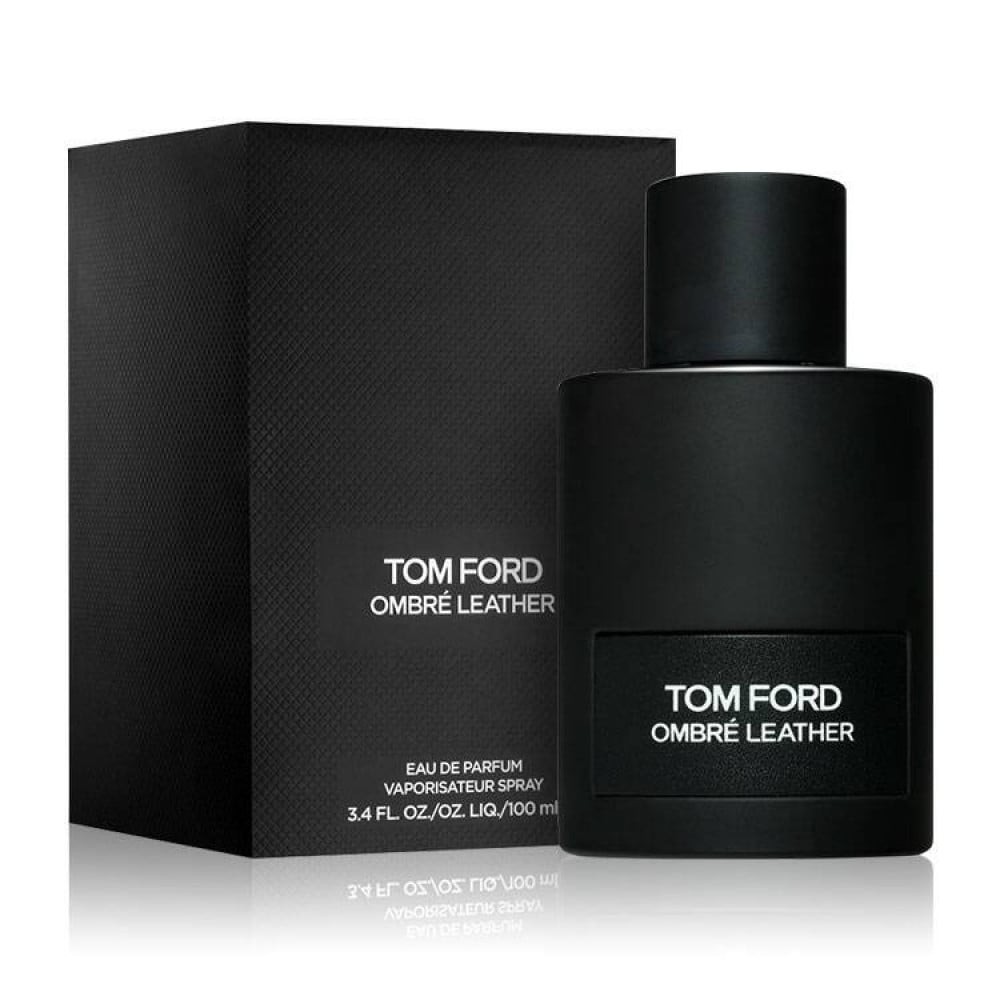 TOM FORD
OMBRÉ LEATHER
EAU DE PARFUM
VAPORISATEUR SPRAY
3.4 FL. OZ./OZ. LIQ./100 ml
TOM FORD
OMBRÉ LEATHER